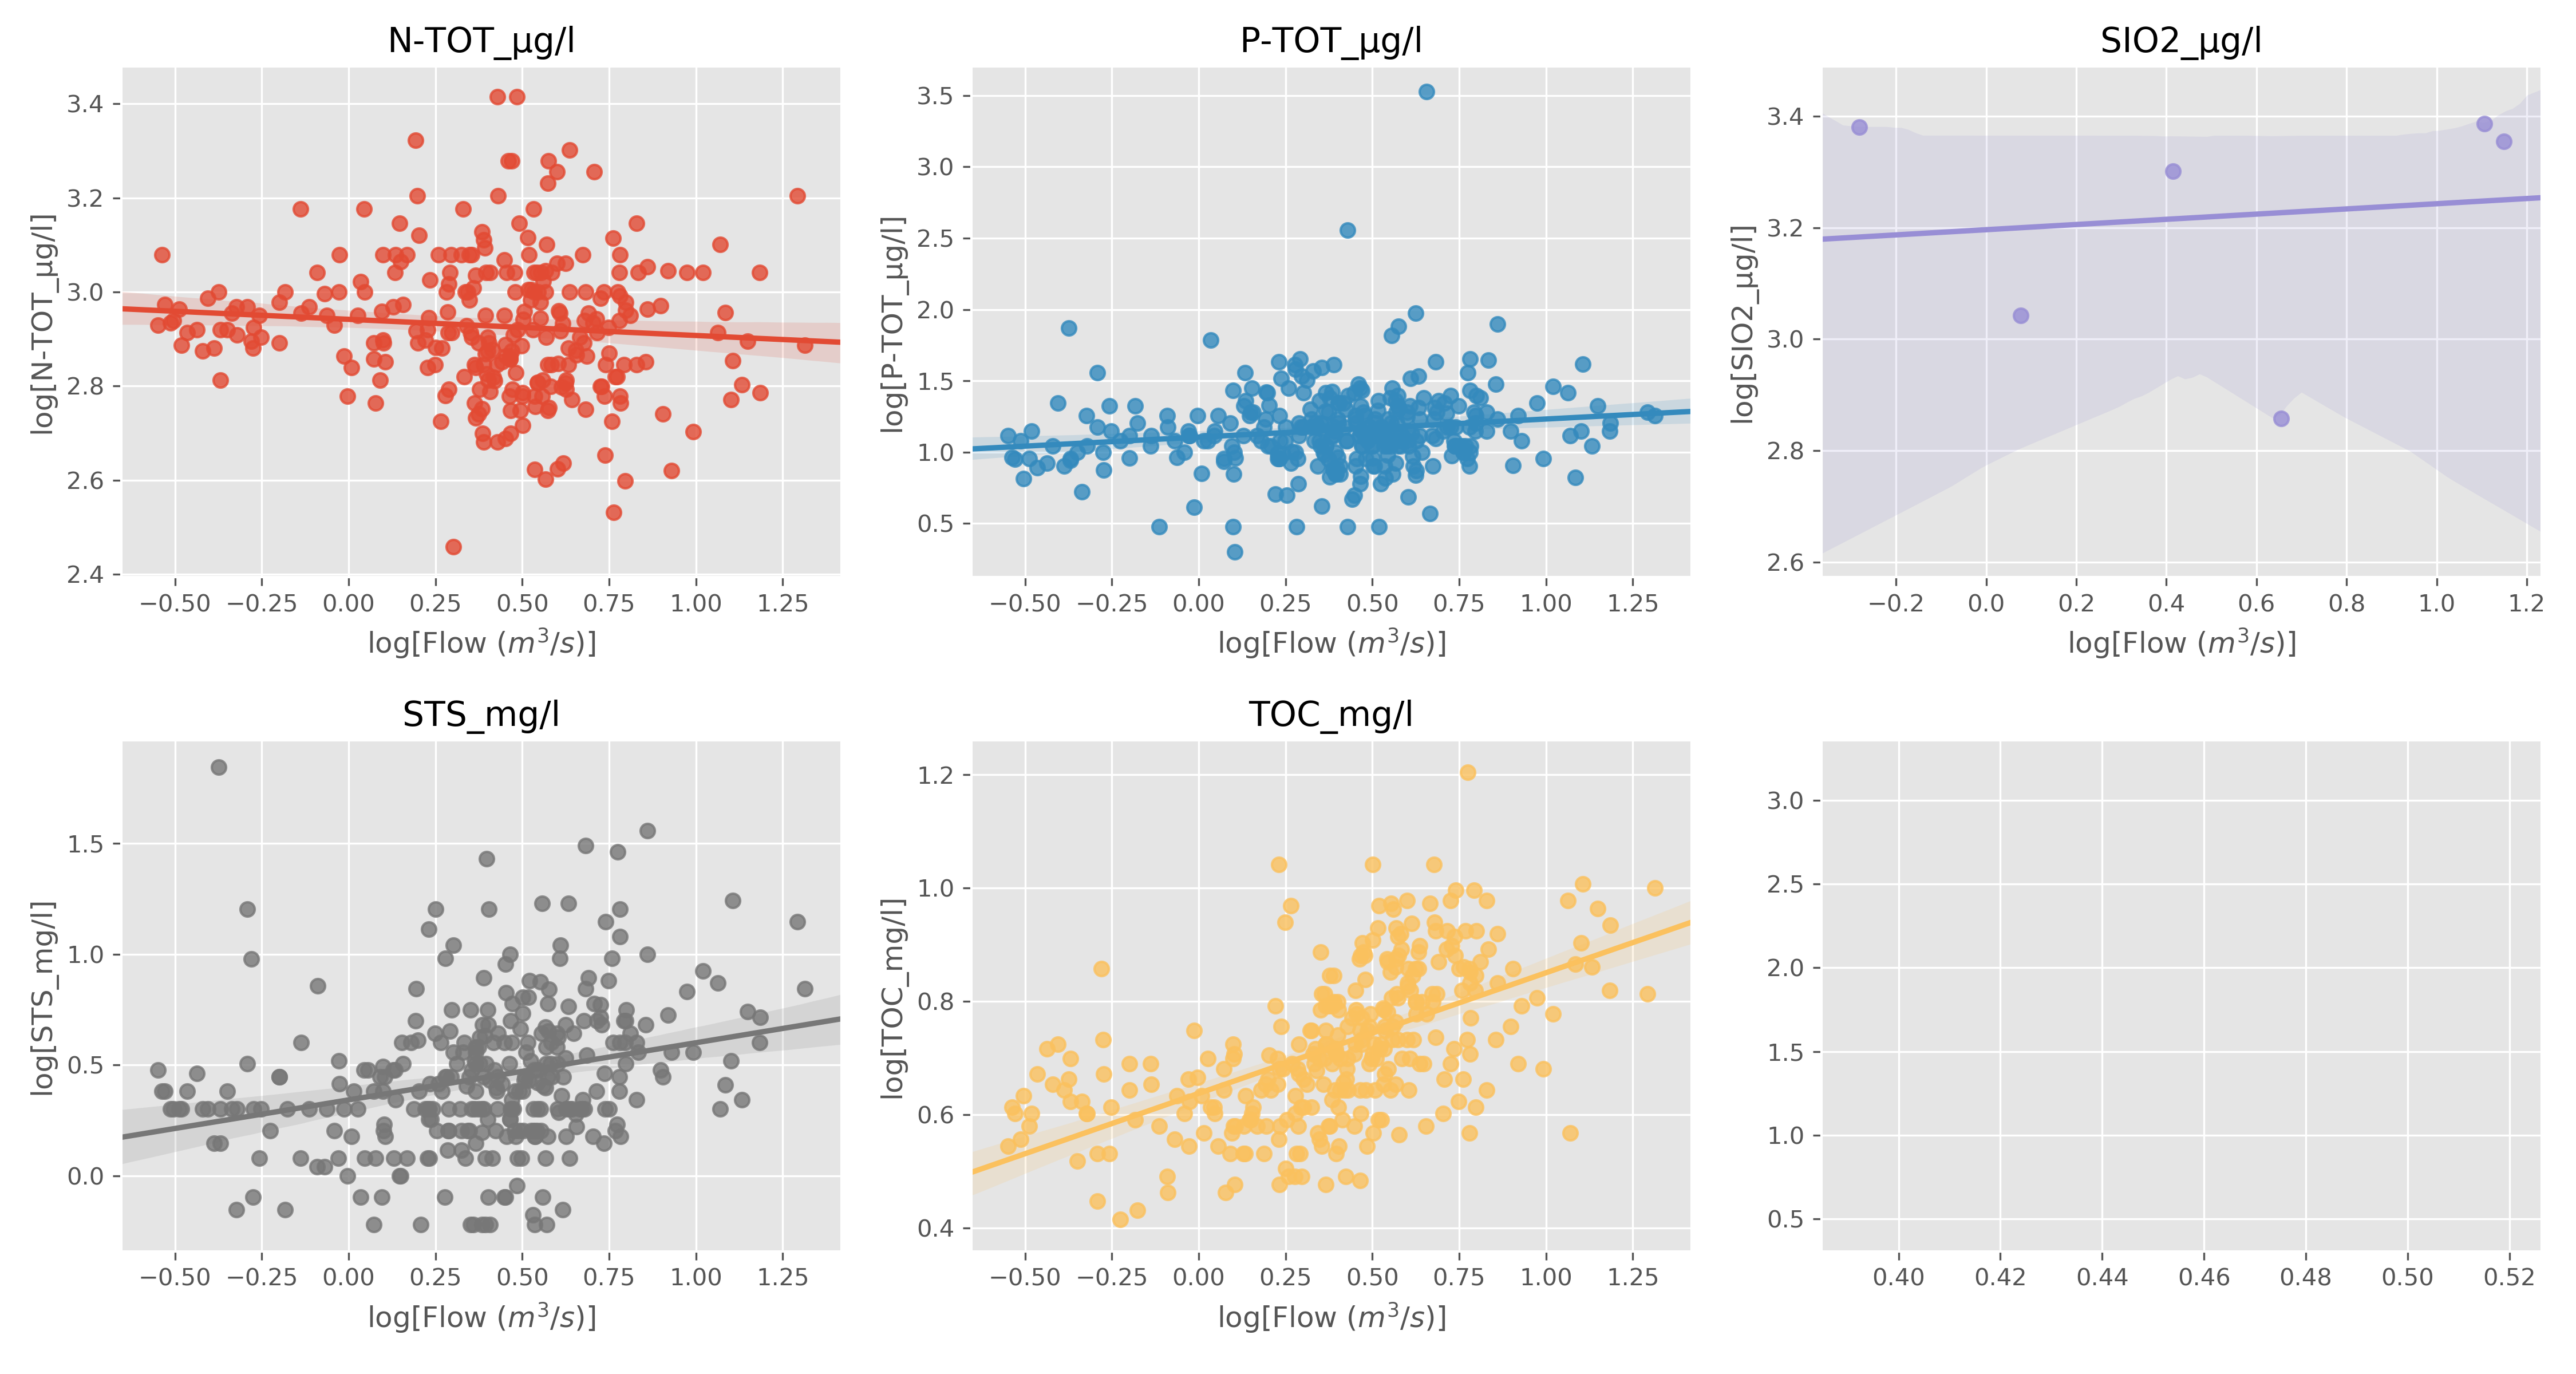 N-TOT_µg/l
P-TOT_µg/l
SIO2_µg/l
log[N-TOT_µg/l]
3.4
3.2
3.0
2.8
2.6
2.4
−0.50 −0.25 0.00 0.25 0.50 0.75 1.00 1.25
log[Flow (m³/s)]
log[P-TOT_µg/l]
3.5
3.0
2.5
2.0
1.5
1.0
0.5
−0.50 −0.25 0.00 0.25 0.50 0.75 1.00 1.25
log[Flow (m³/s)]
log[SIO2_µg/l]
3.4
3.2
3.0
2.8
2.6
−0.2 0.0 0.2 0.4 0.6 0.8 1.0 1.2
log[Flow (m³/s)]
STS_mg/l
TOC_mg/l
log[STS_mg/l]
1.5
1.0
0.5
0.0
−0.50 −0.25 0.00 0.25 0.50 0.75 1.00 1.25
log[Flow (m³/s)]
log[TOC_mg/l]
1.2
1.0
0.8
0.6
0.4
−0.50 −0.25 0.00 0.25 0.50 0.75 1.00 1.25
log[Flow (m³/s)]
3.0
2.5
2.0
1.5
1.0
0.5
0.40 0.42 0.44 0.46 0.48 0.50 0.52